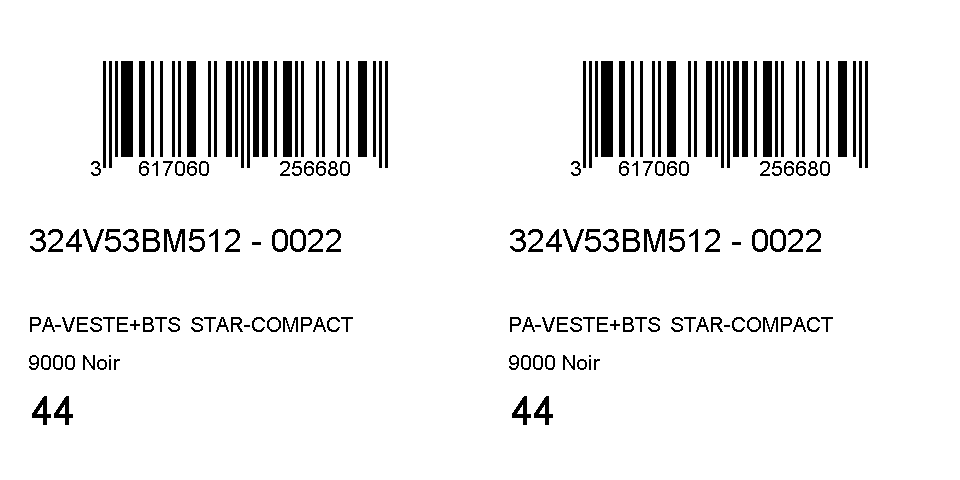 3 617060 256680 3 617060 256680
324V53BM512 - 0022 324V53BM512 - 0022
PA-VESTE+BTS STAR-COMPACT PA-VESTE+BTS STAR-COMPACT
9000 Noir 9000 Noir
44 44